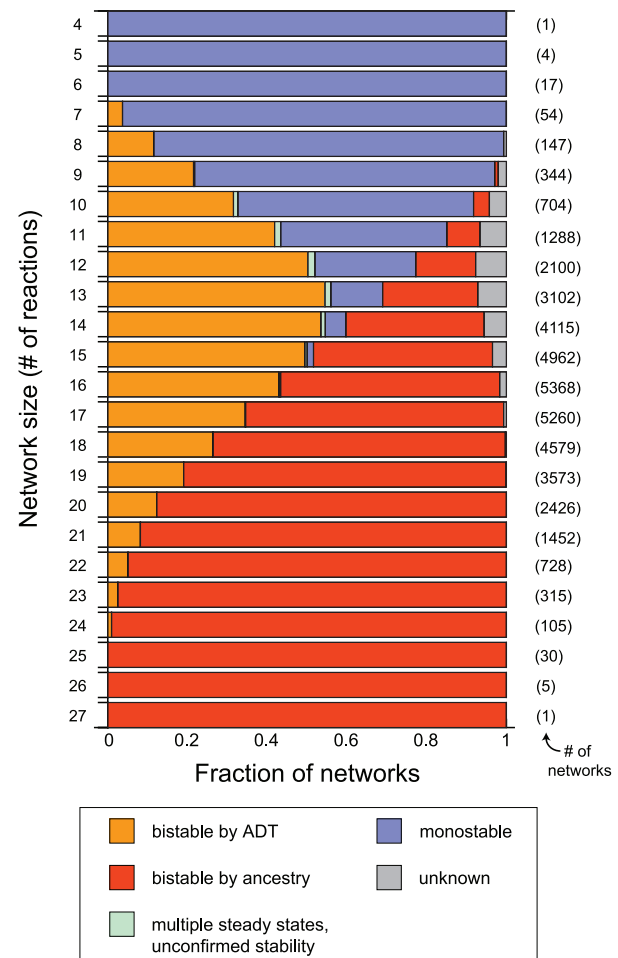 4 (1)
5 (4)
6 (17)
7 (54)
8 (147)
9 (344)
10 (704)
11 (1288)
12 (2100)
13 (3102)
14 (4115)
15 (4962)
16 (5368)
17 (5260)
18 (4579)
19 (3573)
20 (2426)
21 (1452)
22 (728)
23 (315)
24 (105)
25 (30)
26 (5)
27 (1)
Network size (# of reactions)
0 0.2 0.4 0.6 0.8 1
# of
networks
Fraction of networks
bistable by ADT
monostable
bistable by ancestry
unknown
multiple steady states,
unconfirmed stability